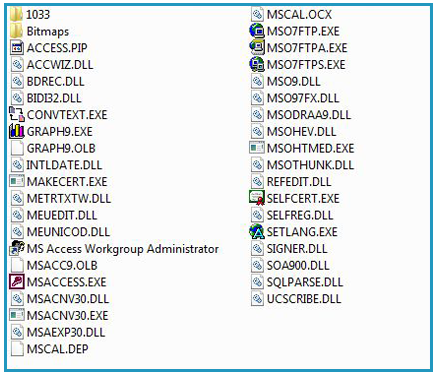 1033
Bitmaps
ACCESS.PIP
ACCWIZ.DLL
BDREC.DLL
BIDI32.DLL
CONVTEXT.EXE
GRAPH9.EXE
GRAPH9.OLB
INTLDATE.DLL
MAKECERT.EXE
METRTXTW.DLL
MEUEDIT.DLL
MEUNICOD.DLL
MS Access Workgroup Administrator
MSACC9.OLB
MSACCESS.EXE
MSACNV30.DLL
MSACNV30.EXE
MSAEXP30.DLL
MSCAL.DEP
MSCAL.OCX
MSO7FTP.EXE
MSO7FTPA.EXE
MSO7FTPS.EXE
MSO9.DLL
MSO97FX.DLL
MSODRAA9.DLL
MSOHEV.DLL
MSOHTMED.EXE
MSOTHUNK.DLL
REFEDIT.DLL
SELFCERT.EXE
SELFREG.DLL
SETLANG.EXE
SIGNER.DLL
SOA900.DLL
SQLPARSE.DLL
UCSCRIBE.DLL